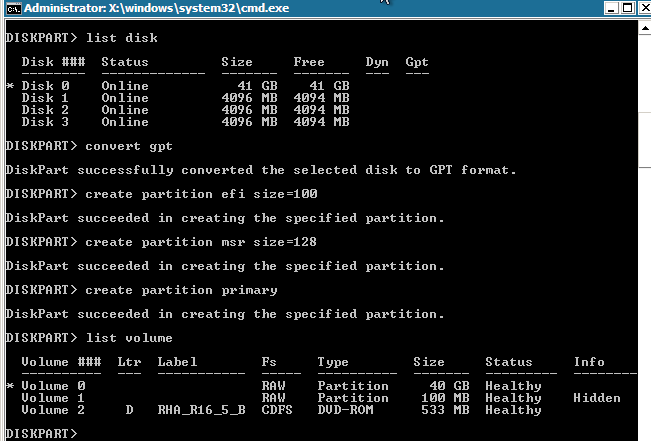 Administrator: X:\windows\system32\cmd.exe
DISKPART> list disk
Disk ### Status Size Free Dyn Gpt
-------- ------------- ------- ------- --- ---
* Disk 0 Online 41 GB 41 GB
Disk 1 Online 4096 MB 4094 MB
Disk 2 Online 4096 MB 4094 MB
Disk 3 Online 4096 MB 4094 MB
DISKPART> convert gpt
DiskPart successfully converted the selected disk to GPT format.
DISKPART> create partition efi size=100
DiskPart succeeded in creating the specified partition.
DISKPART> create partition msr size=128
DiskPart succeeded in creating the specified partition.
DISKPART> create partition primary
DiskPart succeeded in creating the specified partition.
DISKPART> list volume
Volume ### Ltr Label Fs Type Size Status Info
---------- --- ----------- ----- ---------- ------- --------- --------
* Volume 0 RAW Partition 40 GB Healthy
Volume 1 RAW Partition 100 MB Healthy Hidden
Volume 2 D RHA_R16_5_B CDFS DVD-ROM 533 MB Healthy
DISKPART>